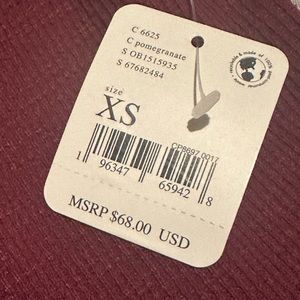 C 6625
C pomegranate
S OB1515935
S 67682484
size
XS
CP8697 0017
1 96347 65942 8
MSRP $68.00 USD